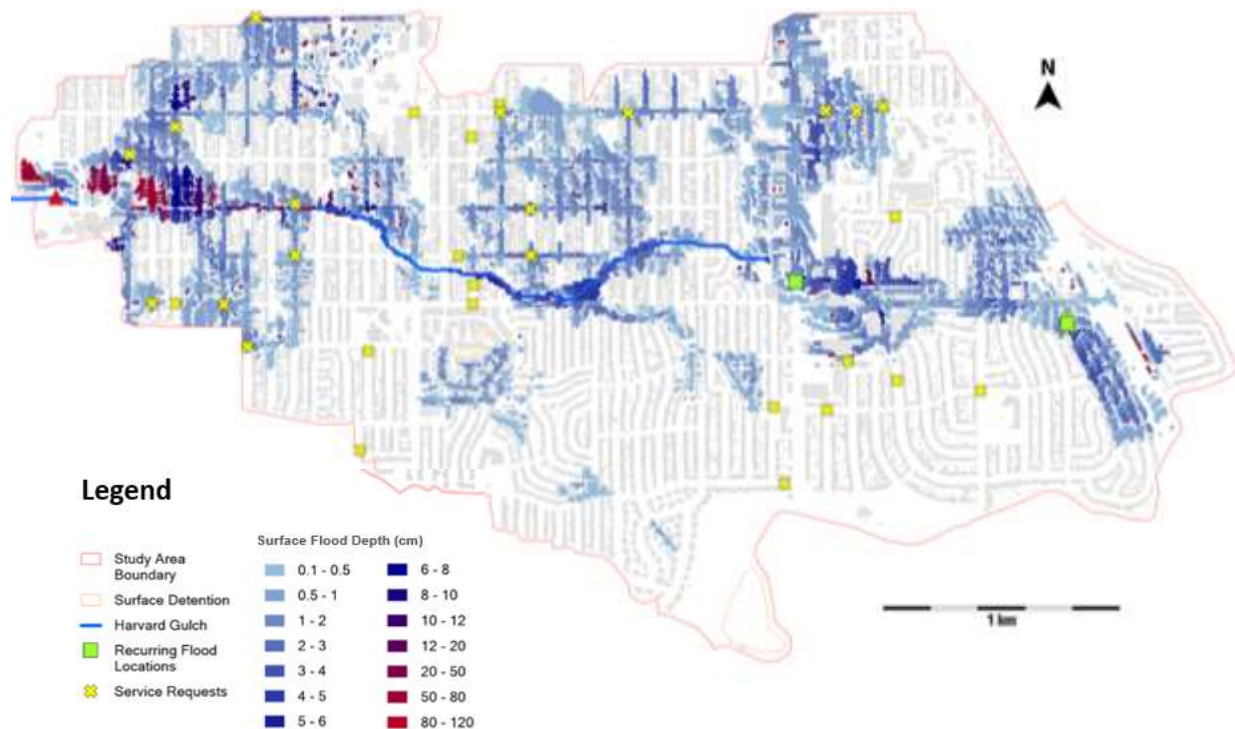 N
Legend
Study Area
Boundary
Surface Detention
Harvard Gulch
Recurring Flood
Locations
Service Requests
Surface Flood Depth (cm)
0.1 - 0.5
0.5 - 1
1 - 2
2 - 3
3 - 4
4 - 5
5 - 6
6 - 8
8 - 10
10 - 12
12 - 20
20 - 50
50 - 80
80 - 120
1 km